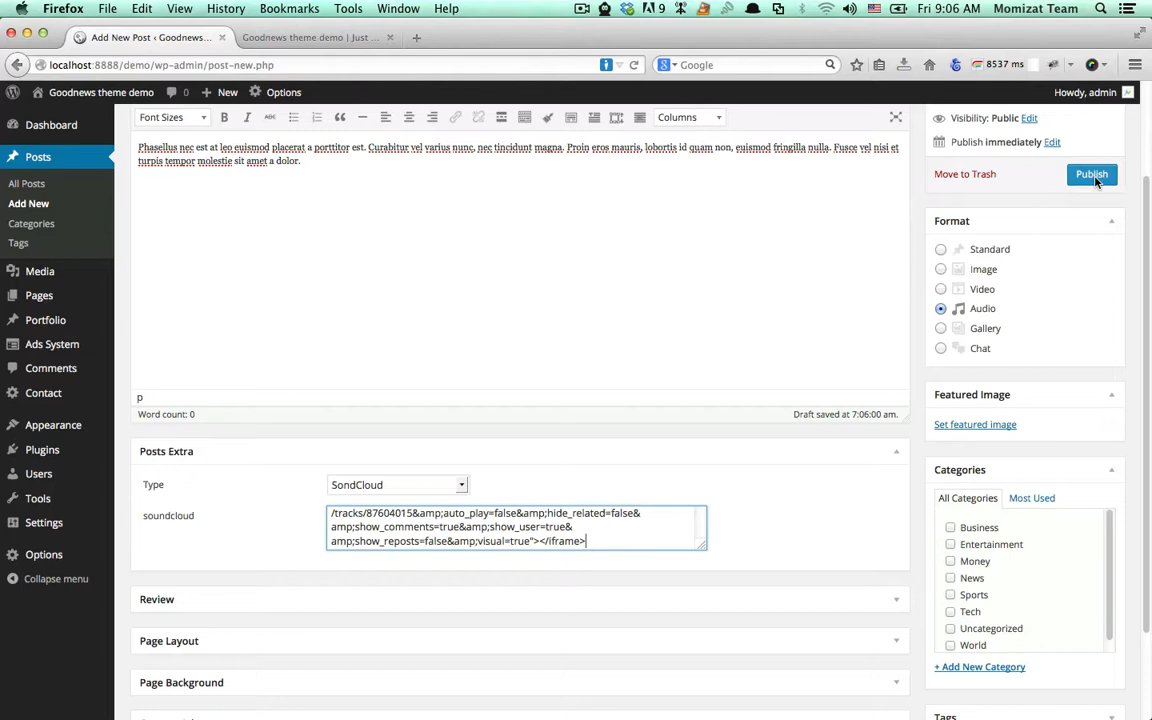 Firefox File Edit View History Bookmarks Tools Window Help 9 Fri 9:06 AM Momizat Team
Add New Post ‹ Goodnews t...
Goodnews theme demo | Just ...
localhost:8888/demo/wp-admin/post-new.php
Google
8537 ms
Goodnews theme demo
New
Options
Howdy, admin
Dashboard
Posts
All Posts
Add New
Categories
Tags
Media
Pages
Portfolio
Ads System
Comments
Contact
Appearance
Plugins
Users
Tools
Settings
Options
Collapse menu
Font Sizes
B I ABC
Columns
Phasellus nec est at leo euismod placerat a porttitor est. Curabitur vel varius nunc, nec tincidunt magna. Proin eros mauris, lobortis id quam non, euismod fringilla nulla. Fusce vel nisi et
turpis tempor molestie sit amet a dolor.
p
Word count: 0
Draft saved at 7:06:00 am.
Posts Extra
Type
SondCloud
soundcloud
/tracks/87604015&amp;auto_play=false&amp;hide_related=false&
amp;show_comments=true&amp;show_user=true&
amp;show_reposts=false&amp;visual=true"></iframe>
Review
Page Layout
Page Background
Visibility: Public Edit
Publish immediately Edit
Move to Trash
Publish
Format
Standard
Image
Video
Audio
Gallery
Chat
Featured Image
Set featured image
Categories
All Categories
Most Used
Business
Entertainment
Money
News
Sports
Tech
Uncategorized
World
+ Add New Category
Tags